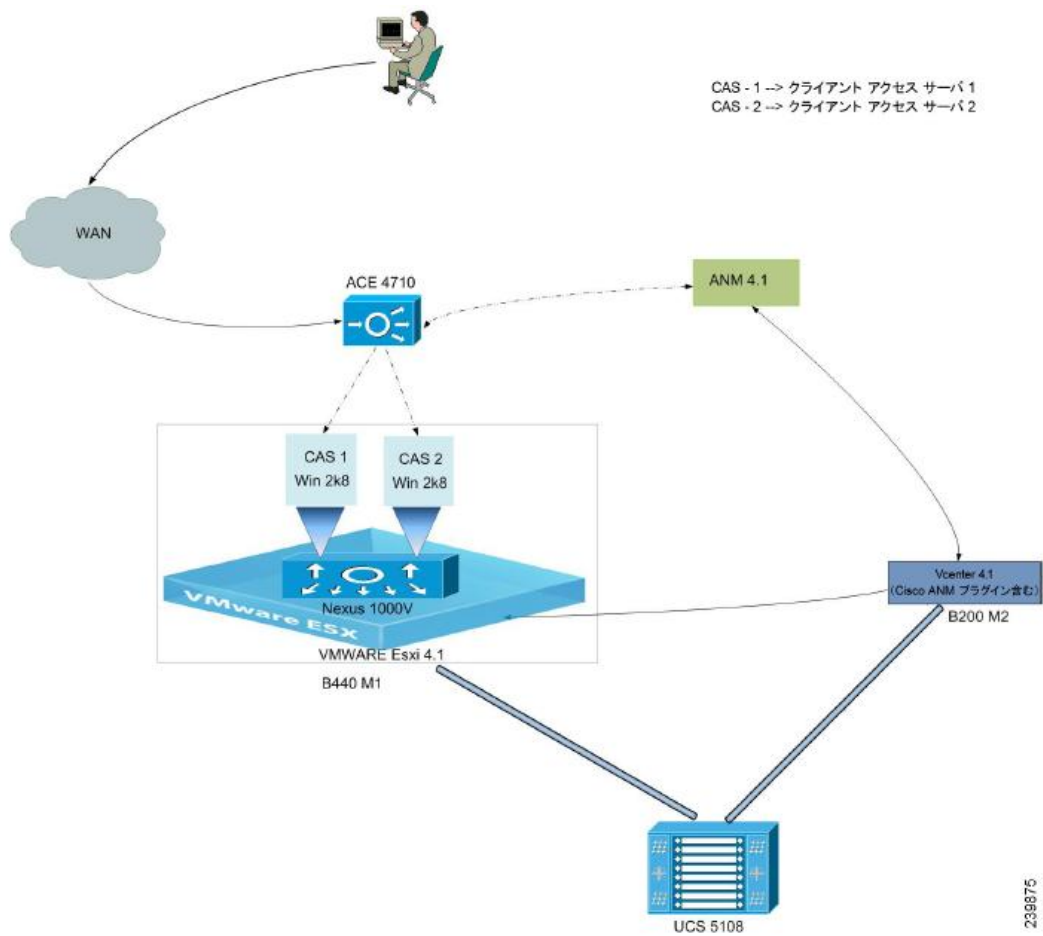 CAS - 1 --> クライアント アクセス サーバ 1
CAS - 2 --> クライアント アクセス サーバ 2
WAN
ACE 4710
ANM 4.1
CAS 1
Win 2k8
CAS 2
Win 2k8
Nexus 1000V
VMware ESX
VMWARE Esxi 4.1
B440 M1
Vcenter 4.1
(Cisco ANM プラグイン含む)
B200 M2
UCS 5108
239875